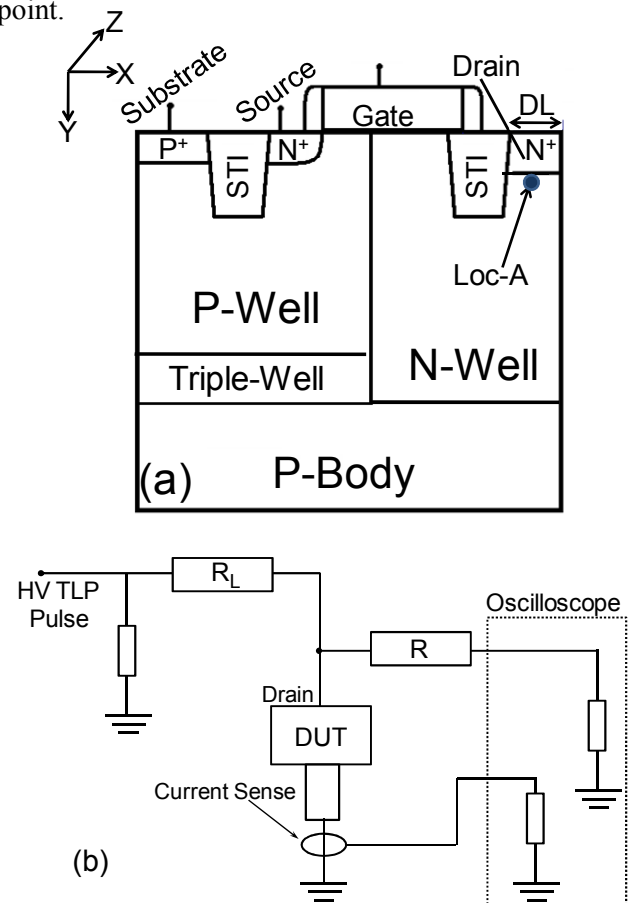 point.
Z
X
Y
Substrate
Source
Gate
Drain
DL
P+
STI
N+
STI
N+
Loc-A
P-Well
Triple-Well
N-Well
P-Body
(a)
HV TLP
Pulse
RL
R
Oscilloscope
Drain
DUT
Current Sense
(b)